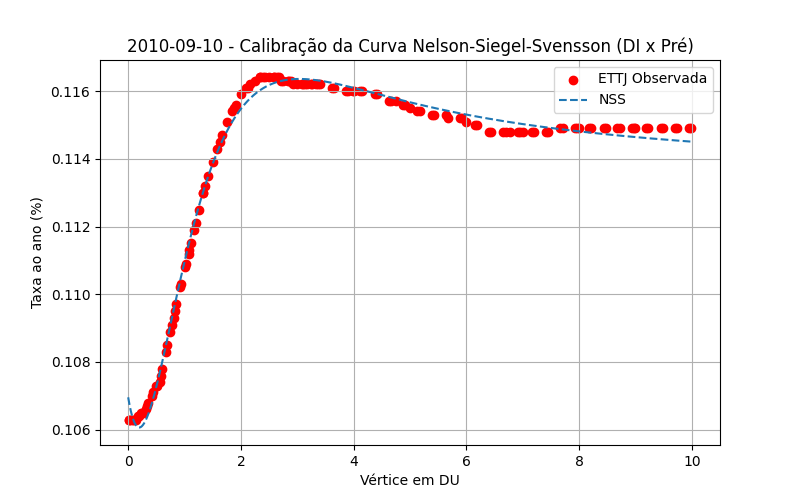 2010-09-10 - Calibração da Curva Nelson-Siegel-Svensson (DI x Pré)
ETTJ Observada
NSS
Taxa ao ano (%)
0.116
0.114
0.112
0.110
0.108
0.106
0 2 4 6 8 10
Vértice em DU